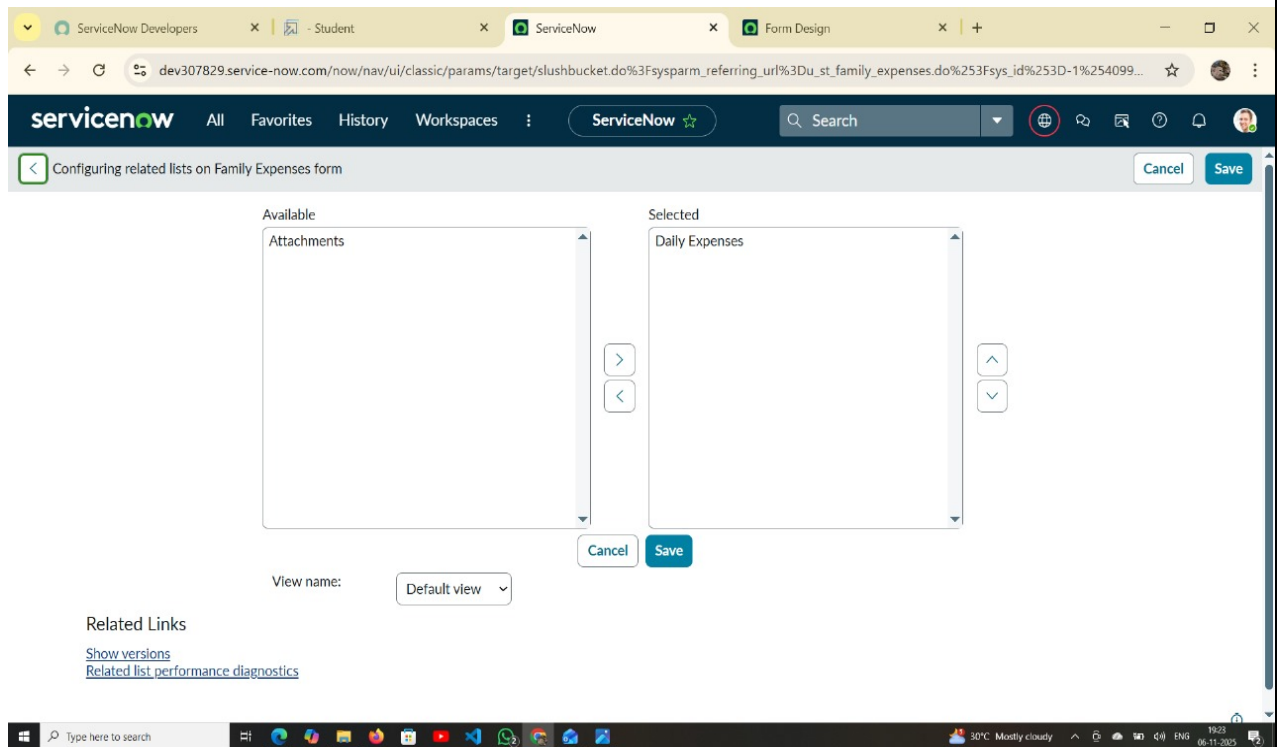 ServiceNow Developers
- Student
ServiceNow
Form Design
dev307829.service-now.com/now/nav/ui/classic/params/target/slushbucket.do%3Fsysparm_referring_url%3Du_st_family_expenses.do%253Fsys_id%253D-1%254099...
servicenow All Favorites History Workspaces ServiceNow Search
Configuring related lists on Family Expenses form Cancel Save
Available Selected
Attachments Daily Expenses
Cancel Save
View name: Default view
Related Links
Show versions
Related list performance diagnostics
Type here to search 30°C Mostly cloudy ENG 19:23
06-11-2025